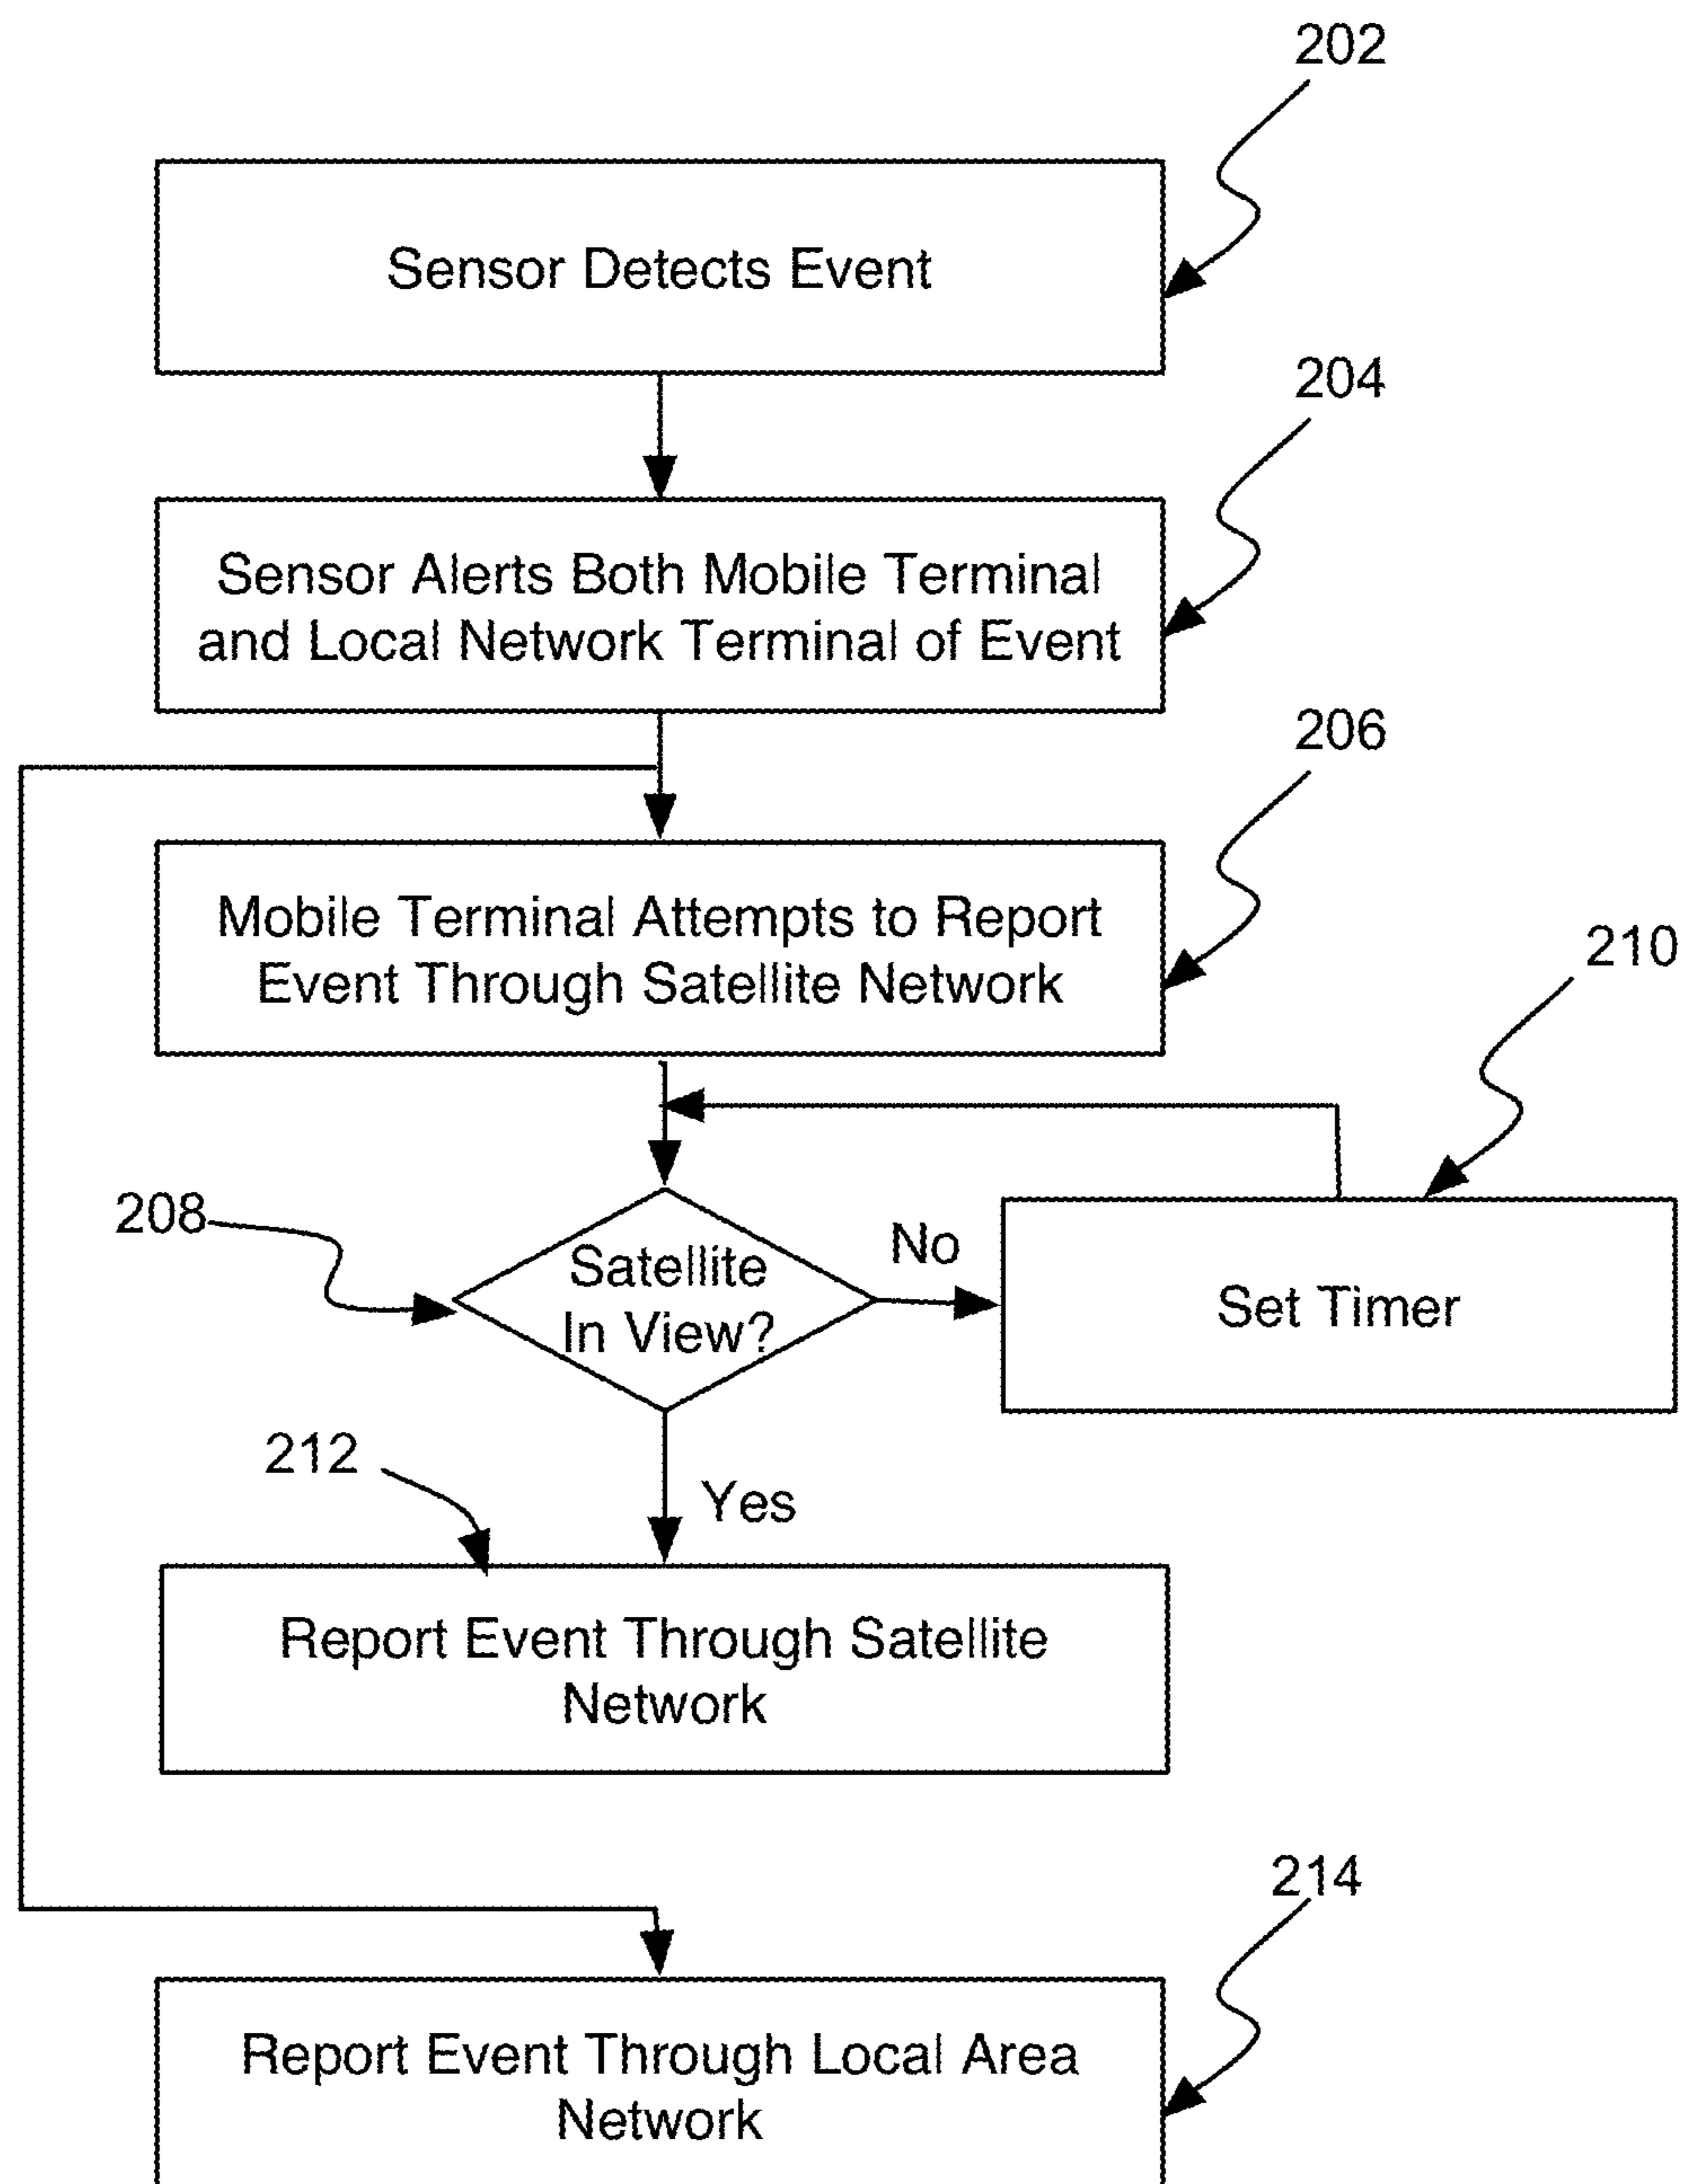 202
Sensor Detects Event
204
Sensor Alerts Both Mobile Terminal
and Local Network Terminal of Event
206
Mobile Terminal Attempts to Report
Event Through Satellite Network
210
208
Satellite
In View?
No
Set Timer
212
Yes
Report Event Through Satellite
Network
214
Report Event Through Local Area
Network